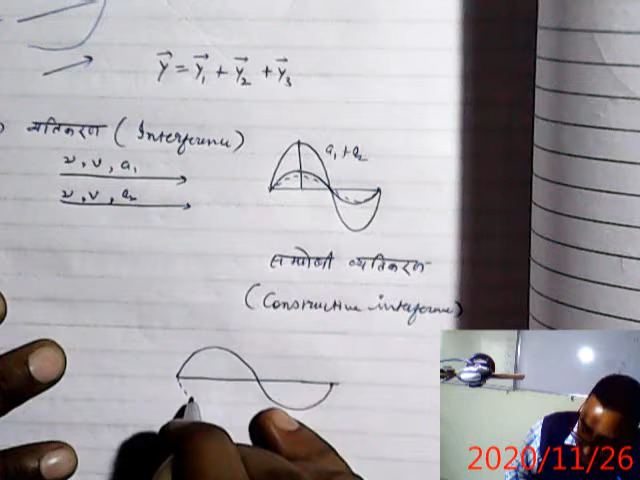 y⃗ = y⃗₁ + y⃗₂ + y⃗₃
व्यतिकरण (Interference)
ν, v, a₁
ν, v, a₂
a₁ + a₂
सम्पोषी व्यतिकरण
(Constructive interference)
2020/11/26